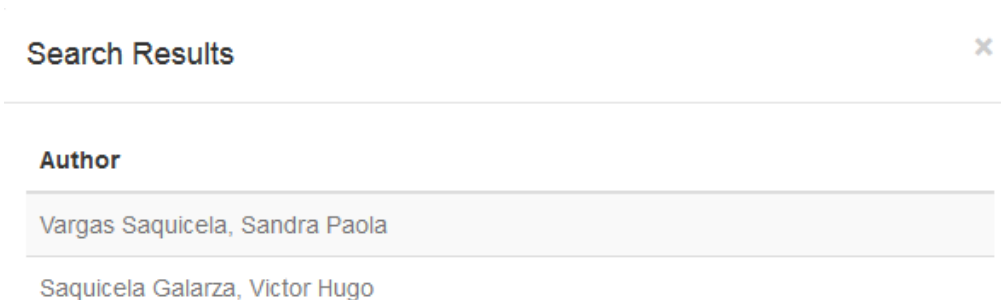 Search Results
Author
Vargas Saquicela, Sandra Paola
Saquicela Galarza, Victor Hugo